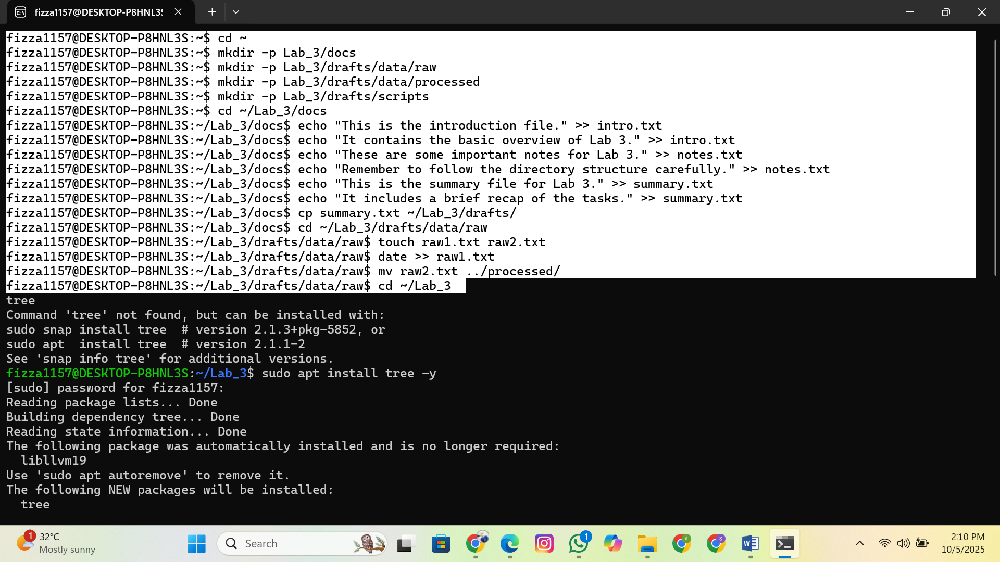 fizza1157@DESKTOP-P8HNL3S
fizza1157@DESKTOP-P8HNL3S:~$ cd ~
fizza1157@DESKTOP-P8HNL3S:~$ mkdir -p Lab_3/docs
fizza1157@DESKTOP-P8HNL3S:~$ mkdir -p Lab_3/drafts/data/raw
fizza1157@DESKTOP-P8HNL3S:~$ mkdir -p Lab_3/drafts/data/processed
fizza1157@DESKTOP-P8HNL3S:~$ mkdir -p Lab_3/drafts/scripts
fizza1157@DESKTOP-P8HNL3S:~$ cd ~/Lab_3/docs
fizza1157@DESKTOP-P8HNL3S:~/Lab_3/docs$ echo "This is the introduction file." >> intro.txt
fizza1157@DESKTOP-P8HNL3S:~/Lab_3/docs$ echo "It contains the basic overview of Lab 3." >> intro.txt
fizza1157@DESKTOP-P8HNL3S:~/Lab_3/docs$ echo "These are some important notes for Lab 3." >> notes.txt
fizza1157@DESKTOP-P8HNL3S:~/Lab_3/docs$ echo "Remember to follow the directory structure carefully." >> notes.txt
fizza1157@DESKTOP-P8HNL3S:~/Lab_3/docs$ echo "This is the summary file for Lab 3." >> summary.txt
fizza1157@DESKTOP-P8HNL3S:~/Lab_3/docs$ echo "It includes a brief recap of the tasks." >> summary.txt
fizza1157@DESKTOP-P8HNL3S:~/Lab_3/docs$ cp summary.txt ~/Lab_3/drafts/
fizza1157@DESKTOP-P8HNL3S:~/Lab_3/docs$ cd ~/Lab_3/drafts/data/raw
fizza1157@DESKTOP-P8HNL3S:~/Lab_3/drafts/data/raw$ touch raw1.txt raw2.txt
fizza1157@DESKTOP-P8HNL3S:~/Lab_3/drafts/data/raw$ date >> raw1.txt
fizza1157@DESKTOP-P8HNL3S:~/Lab_3/drafts/data/raw$ mv raw2.txt ../processed/
fizza1157@DESKTOP-P8HNL3S:~/Lab_3/drafts/data/raw$ cd ~/Lab_3
tree
Command 'tree' not found, but can be installed with:
sudo snap install tree  # version 2.1.3+pkg-5852, or
sudo apt  install tree  # version 2.1.1-2
See 'snap info tree' for additional versions.
fizza1157@DESKTOP-P8HNL3S:~/Lab_3$ sudo apt install tree -y
[sudo] password for fizza1157:
Reading package lists... Done
Building dependency tree... Done
Reading state information... Done
The following package was automatically installed and is no longer required:
  libllvm19
Use 'sudo apt autoremove' to remove it.
The following NEW packages will be installed:
  tree
1
32°C
Mostly sunny
Search
1
S
S
W
2:10 PM
10/5/2025